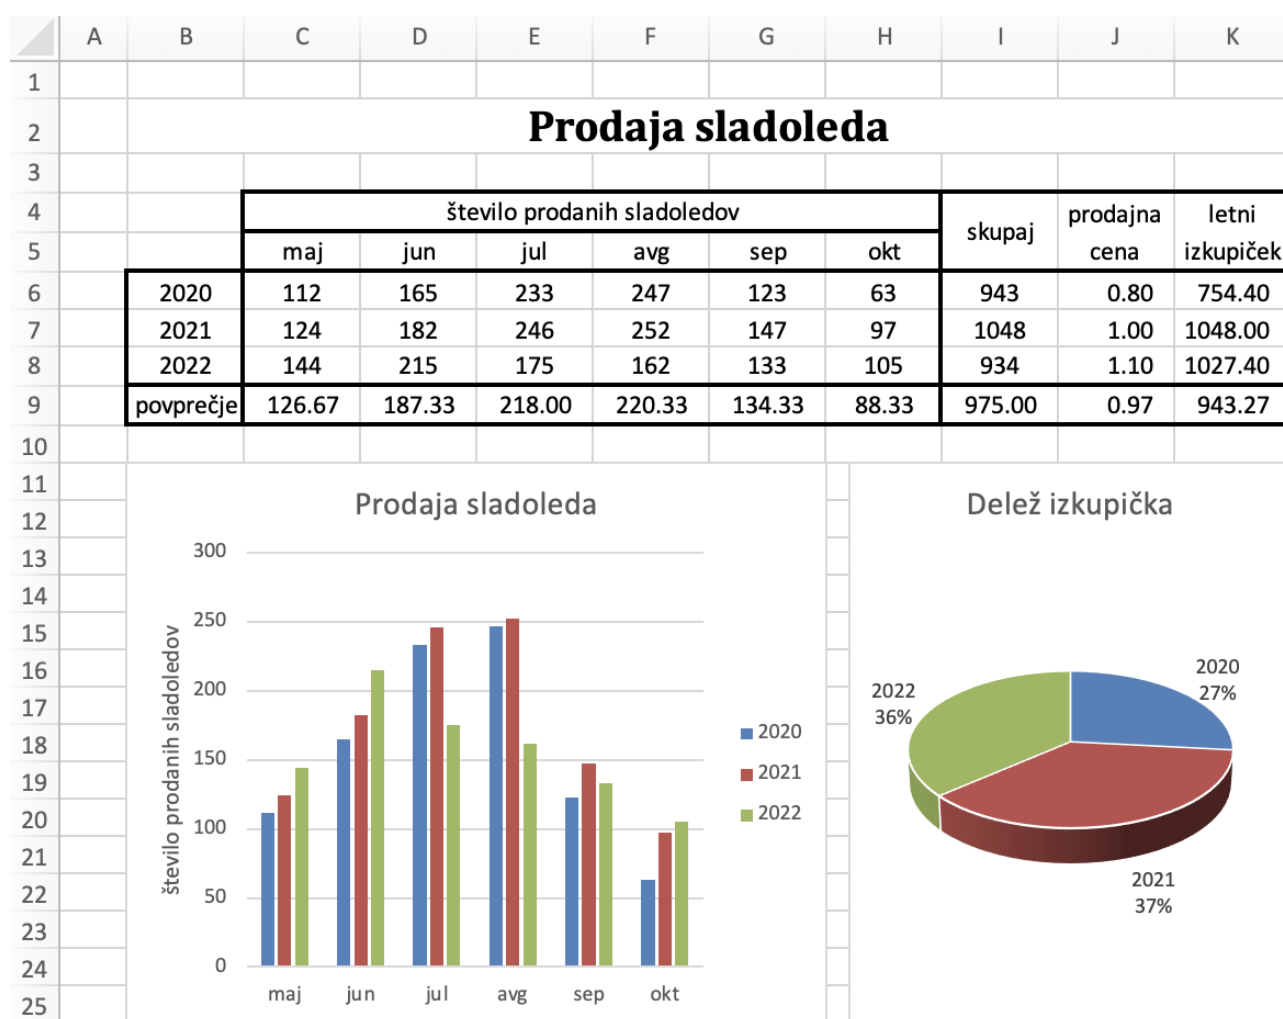 A B C D E F G H I J K
1
2 Prodaja sladoleda
3
4 število prodanih sladoledov skupaj prodajna letni
5 maj jun jul avg sep okt cena izkupiček
6 2020 112 165 233 247 123 63 943 0.80 754.40
7 2021 124 182 246 252 147 97 1048 1.00 1048.00
8 2022 144 215 175 162 133 105 934 1.10 1027.40
9 povprečje 126.67 187.33 218.00 220.33 134.33 88.33 975.00 0.97 943.27
10
11
12
13
14
15
16
17
18
19
20
21
22
23
24
25
Prodaja sladoleda
število prodanih sladoledov
300
250
200
150
100
50
0
maj jun jul avg sep okt
2020
2021
2022
Delež izkupička
2020
27%
2022
36%
2021
37%